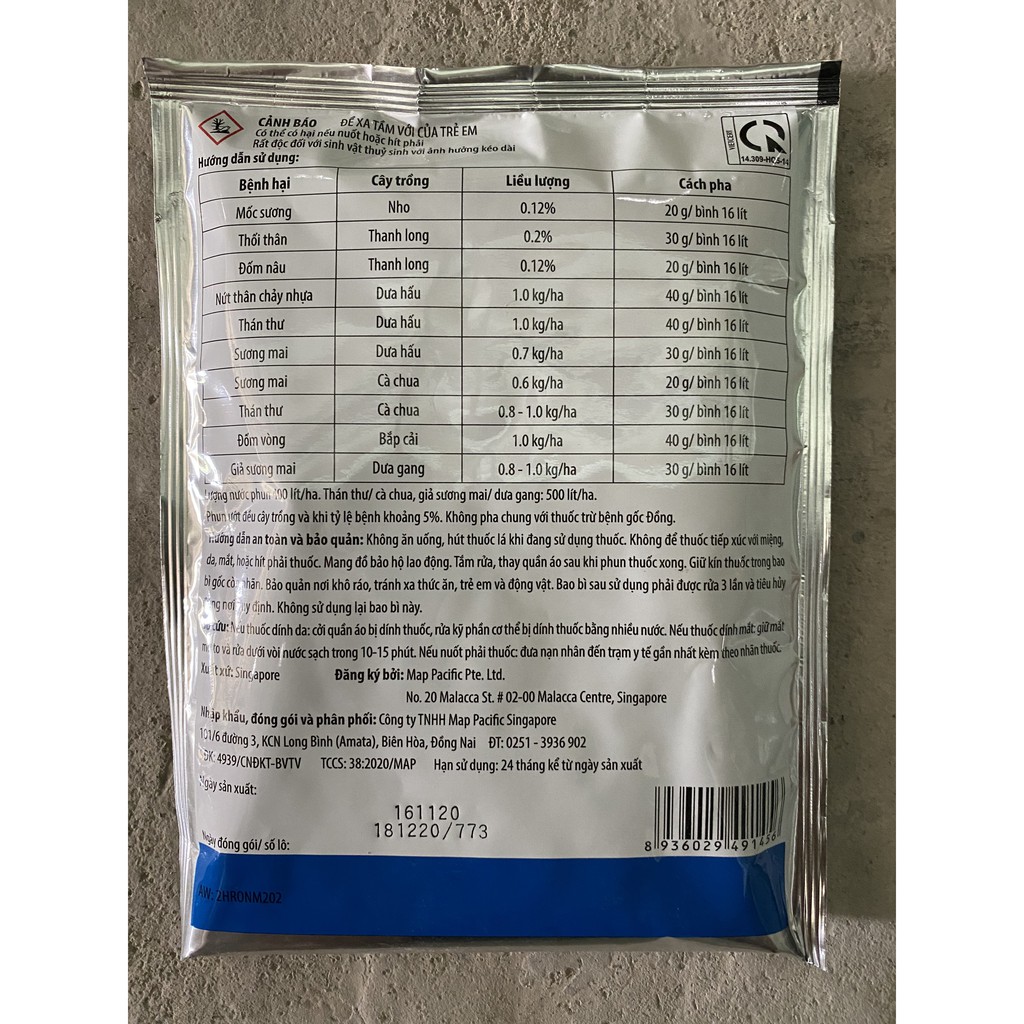 CẢNH BÁO ĐỂ XA TẦM VỚI CỦA TRẺ EM
Có thể có hại nếu nuốt hoặc hít phải
Rất độc đối với sinh vật thuỷ sinh với ảnh hưởng kéo dài
VIETCERT
14.309-HC
Hướng dẫn sử dụng:
Bệnh hại Cây trồng Liều lượng Cách pha
Mốc sương Nho 0.12% 20 g/ bình 16 lít
Thối thân Thanh long 0.2% 30 g/ bình 16 lít
Đốm nâu Thanh long 0.12% 20 g/ bình 16 lít
Nứt thân chảy nhựa Dưa hấu 1.0 kg/ha 40 g/ bình 16 lít
Thán thư Dưa hấu 1.0 kg/ha 40 g/ bình 16 lít
Sương mai Dưa hấu 0.7 kg/ha 30 g/ bình 16 lít
Sương mai Cà chua 0.6 kg/ha 20 g/ bình 16 lít
Thán thư Cà chua 0.8 - 1.0 kg/ha 30 g/ bình 16 lít
Đốm vòng Bắp cải 1.0 kg/ha 40 g/ bình 16 lít
Giả sương mai Dưa gang 0.8 - 1.0 kg/ha 30 g/ bình 16 lít
Lượng nước phun 400 lít/ha. Thán thư/ cà chua, giả sương mai/ dưa gang: 500 lít/ha.
Phun ướt đều cây trồng và khi tỷ lệ bệnh khoảng 5%. Không pha chung với thuốc trừ bệnh gốc Đồng.
Hướng dẫn an toàn và bảo quản: Không ăn uống, hút thuốc lá khi đang sử dụng thuốc. Không để thuốc tiếp xúc với miệng,
da, mắt, hoặc hít phải thuốc. Mang đồ bảo hộ lao động. Tắm rửa, thay quần áo sau khi phun thuốc xong. Giữ kín thuốc trong bao
bì gốc còn nhãn. Bảo quản nơi khô ráo, tránh xa thức ăn, trẻ em và động vật. Bao bì sau sử dụng phải được rửa 3 lần và tiêu hủy
nơi quy định. Không sử dụng lại bao bì này.
cứu: Nếu thuốc dính da: cởi quần áo bị dính thuốc, rửa kỹ phần cơ thể bị dính thuốc bằng nhiều nước. Nếu thuốc dính mắt: giữ mắt
mở to và rửa dưới vòi nước sạch trong 10-15 phút. Nếu nuốt phải thuốc: đưa nạn nhân đến trạm y tế gần nhất kèm theo nhãn thuốc.
Xuất xứ: Singapore Đăng ký bởi: Map Pacific Pte. Ltd.
No. 20 Malacca St. # 02-00 Malacca Centre, Singapore
Nhập khẩu, đóng gói và phân phối: Công ty TNHH Map Pacific Singapore
101/6 đường 3, KCN Long Bình (Amata), Biên Hòa, Đồng Nai ĐT: 0251 - 3936 902
ĐK: 4939/CNĐKT-BVTV TCCS: 38:2020/MAP Hạn sử dụng: 24 tháng kể từ ngày sản xuất
Ngày sản xuất:
161120
181220/773
Ngày đóng gói/ số lô:
8 936029 491456
AW: 2HR0NM202